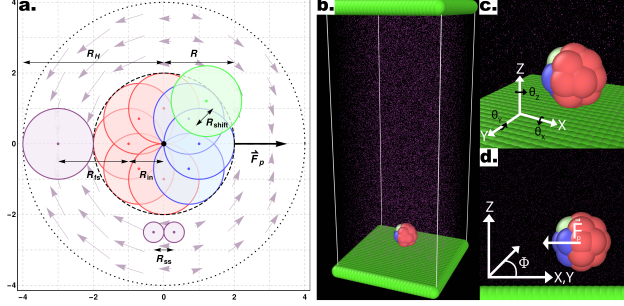 a.
4
2
0
−2
−4
−4
−2
0
2
4
R_H
R
R_shift
F_p
R_fs
R_in
R_ss
b.
c.
Z
θ_z
Y
θ_y
θ_x
X
d.
Z
Φ
F_p
X,Y